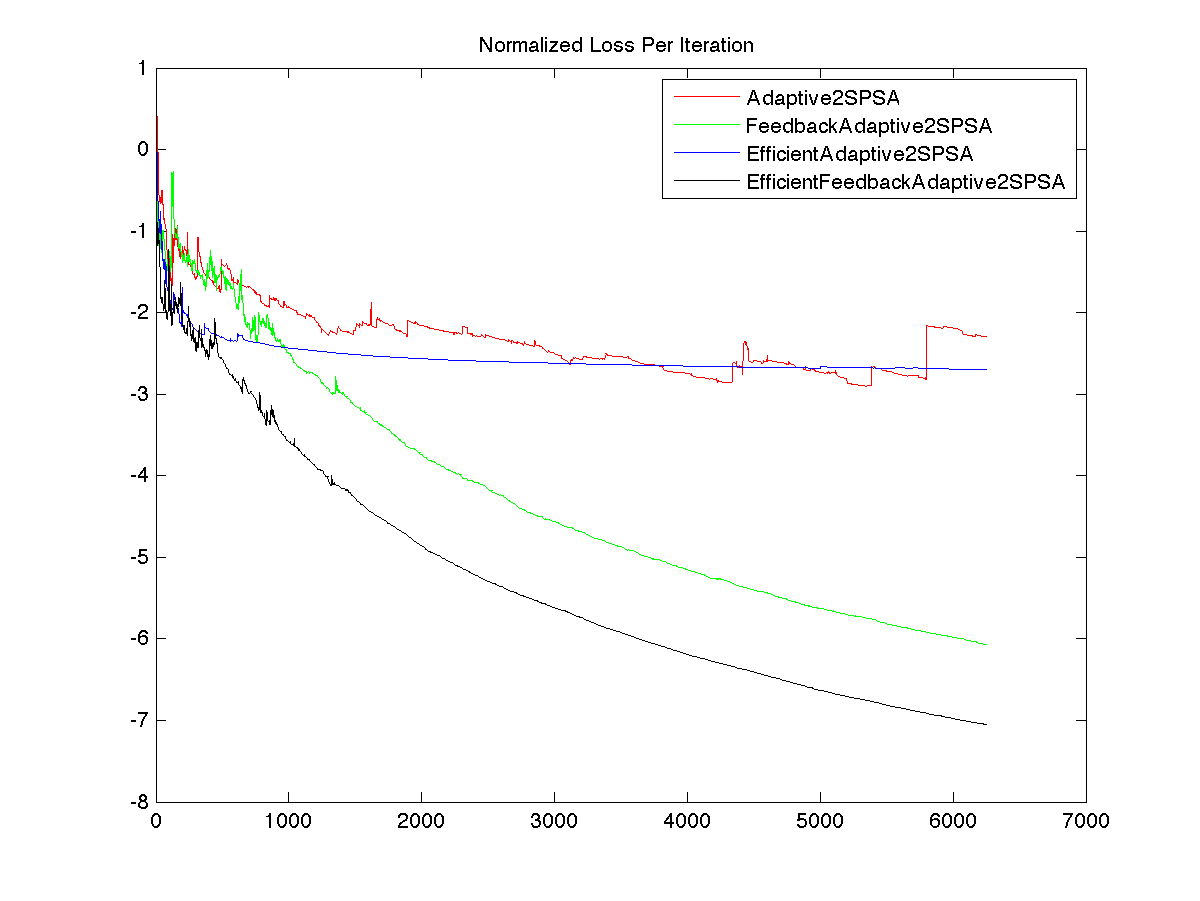 Normalized Loss Per Iteration
1
0
-1
-2
-3
-4
-5
-6
-7
-8
Adaptive2SPSA
FeedbackAdaptive2SPSA
EfficientAdaptive2SPSA
EfficientFeedbackAdaptive2SPSA
0 1000 2000 3000 4000 5000 6000 7000